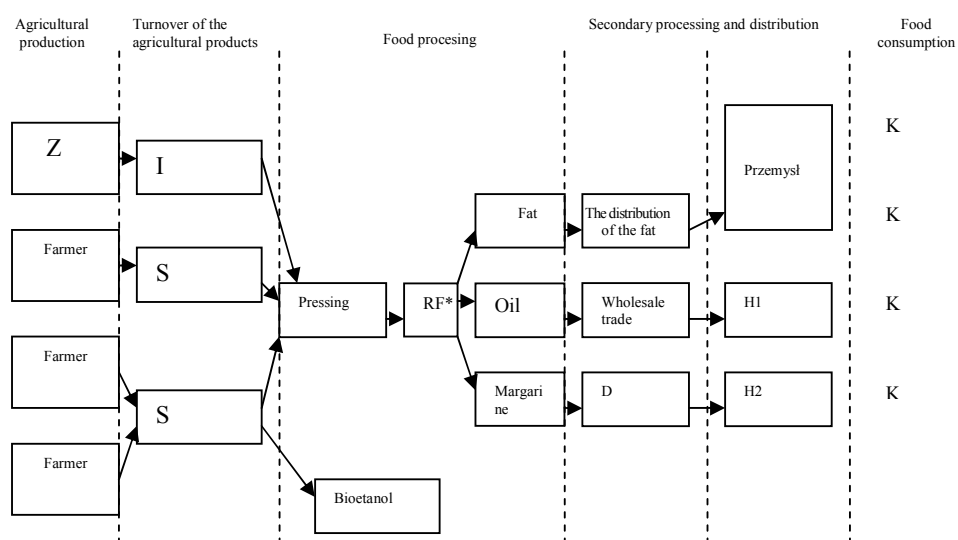 Agricultural
production
Turnover of the
agricultural products
Food procesing
Secondary processing and distribution
Food
consumption
Z
I
Przemysł
K
Farmer
S
Fat
The distribution
of the fat
K
Pressing
RF*
Oil
Wholesale
trade
H1
K
Farmer
S
Margari
ne
D
H2
K
Farmer
Bioetanol